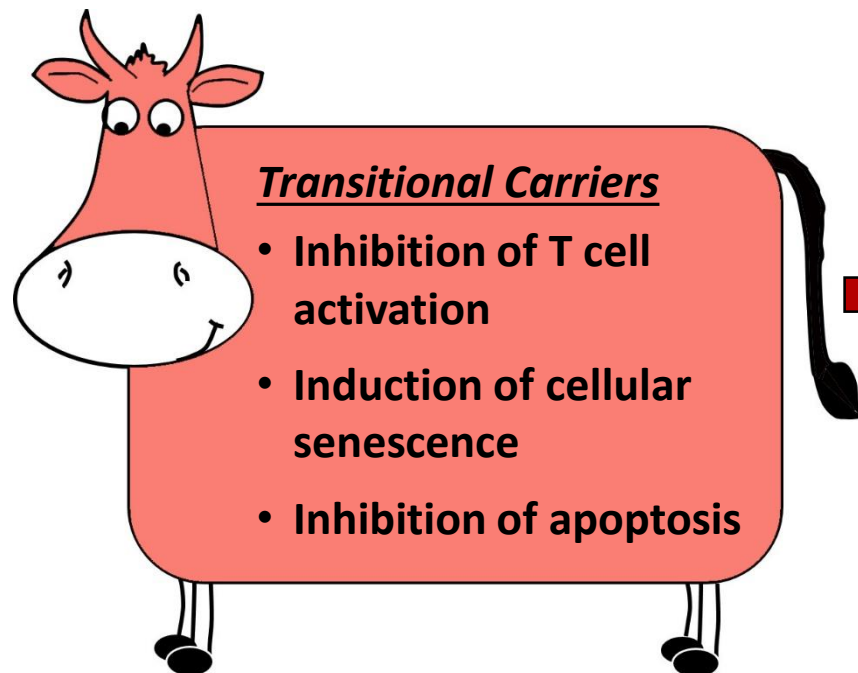 Transitional Carriers
• Inhibition of T cell
activation
• Induction of cellular
senescence
• Inhibition of apoptosis